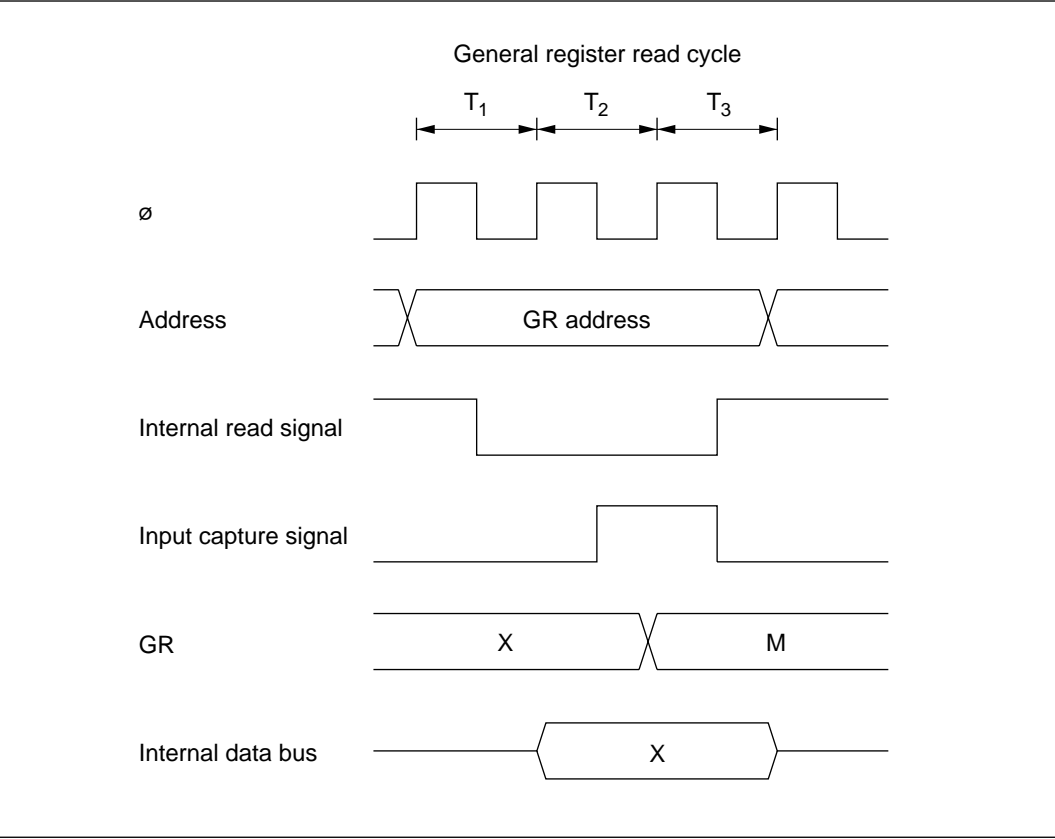 General register read cycle
T1 T2 T3
ø
Address
GR address
Internal read signal
Input capture signal
GR
X
M
Internal data bus
X